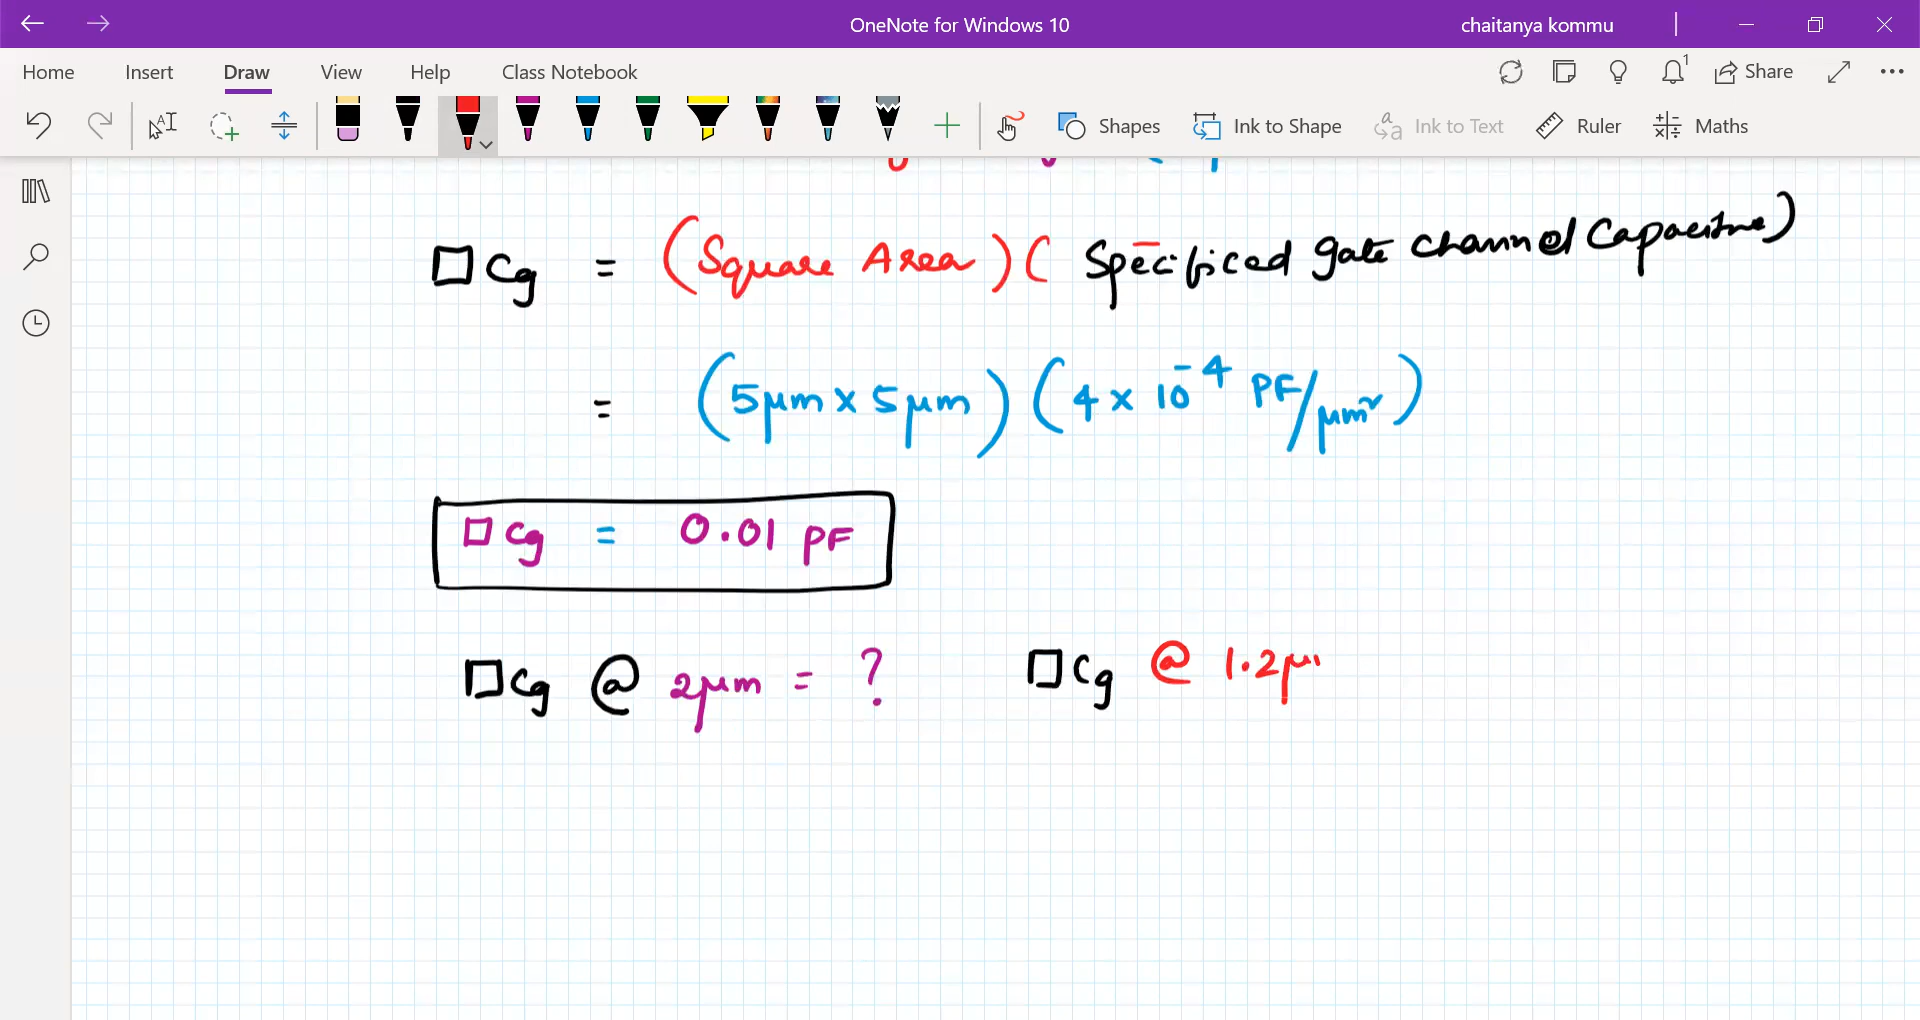 OneNote for Windows 10 chaitanya kommu
Home Insert Draw View Help Class Notebook 1 Share
Shapes Ink to Shape Ink to Text Ruler Maths
□ Cg = (Square Area) ( Specificed gate channel Capacitance)
= (5μm x 5μm) (4 x 10⁻⁴ PF/μm²)
□ Cg = 0.01 PF
□ Cg @ 2μm = ? □ Cg @ 1.2μ